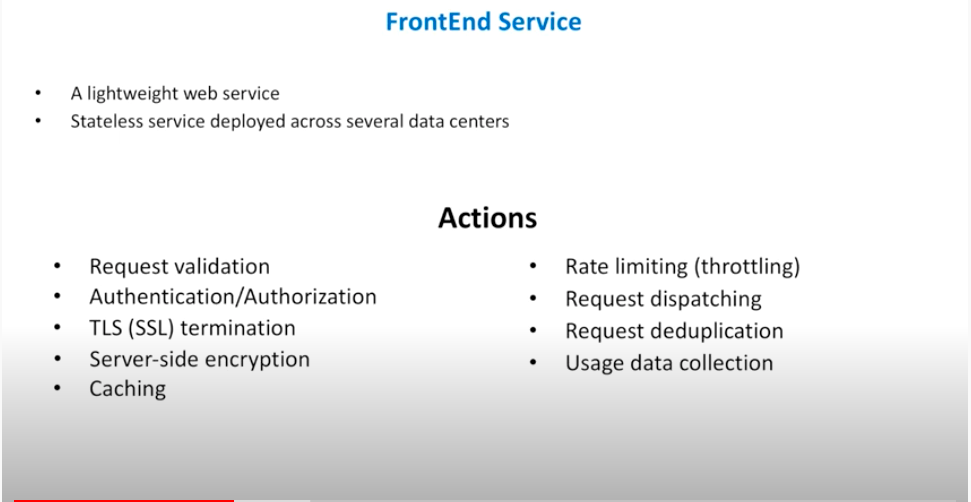 FrontEnd Service
• A lightweight web service
• Stateless service deployed across several data centers
Actions
• Request validation
• Authentication/Authorization
• TLS (SSL) termination
• Server-side encryption
• Caching
• Rate limiting (throttling)
• Request dispatching
• Request deduplication
• Usage data collection